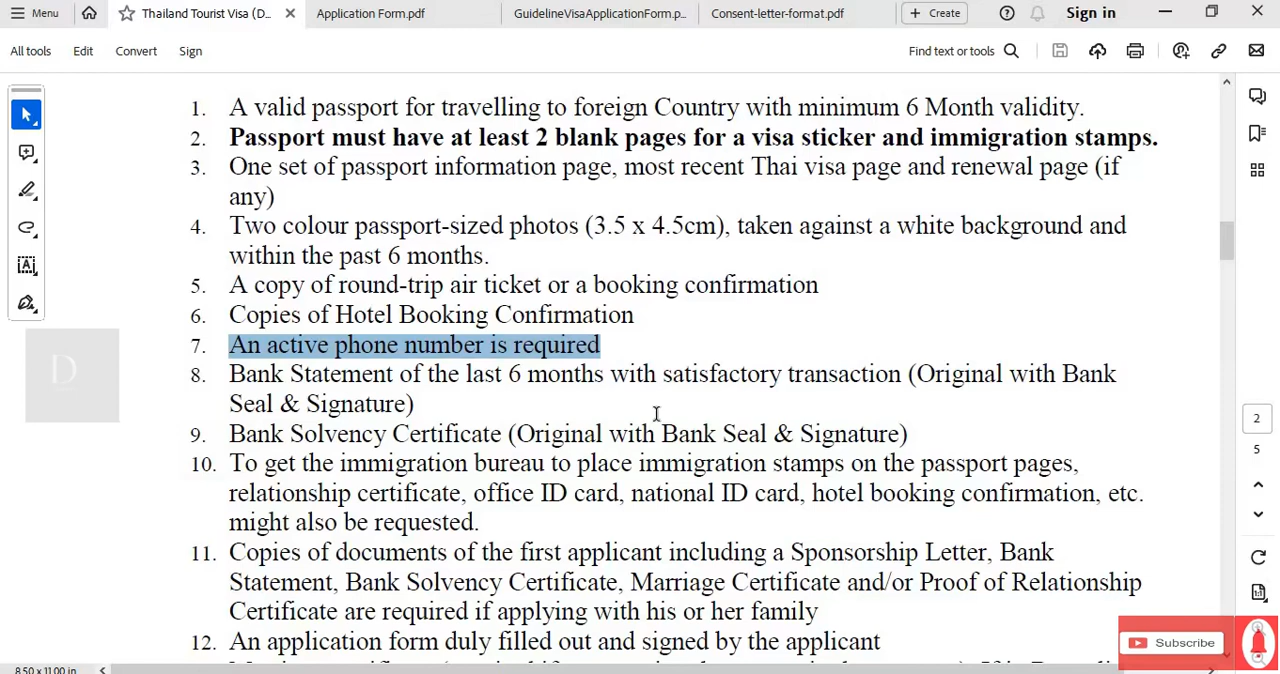 Menu
Thailand Tourist Visa (D...
Application Form.pdf
GuidelineVisaApplicationForm.p...
Consent-letter-format.pdf
Create
Sign in
All tools
Edit
Convert
Sign
Find text or tools
1. A valid passport for travelling to foreign Country with minimum 6 Month validity.
2. Passport must have at least 2 blank pages for a visa sticker and immigration stamps.
3. One set of passport information page, most recent Thai visa page and renewal page (if
any)
4. Two colour passport-sized photos (3.5 x 4.5cm), taken against a white background and
within the past 6 months.
5. A copy of round-trip air ticket or a booking confirmation
6. Copies of Hotel Booking Confirmation
7. An active phone number is required
8. Bank Statement of the last 6 months with satisfactory transaction (Original with Bank
Seal & Signature)
9. Bank Solvency Certificate (Original with Bank Seal & Signature)
10. To get the immigration bureau to place immigration stamps on the passport pages,
relationship certificate, office ID card, national ID card, hotel booking confirmation, etc.
might also be requested.
11. Copies of documents of the first applicant including a Sponsorship Letter, Bank
Statement, Bank Solvency Certificate, Marriage Certificate and/or Proof of Relationship
Certificate are required if applying with his or her family
12. An application form duly filled out and signed by the applicant
D
2
5
Subscribe
8.50 x 11.00 in